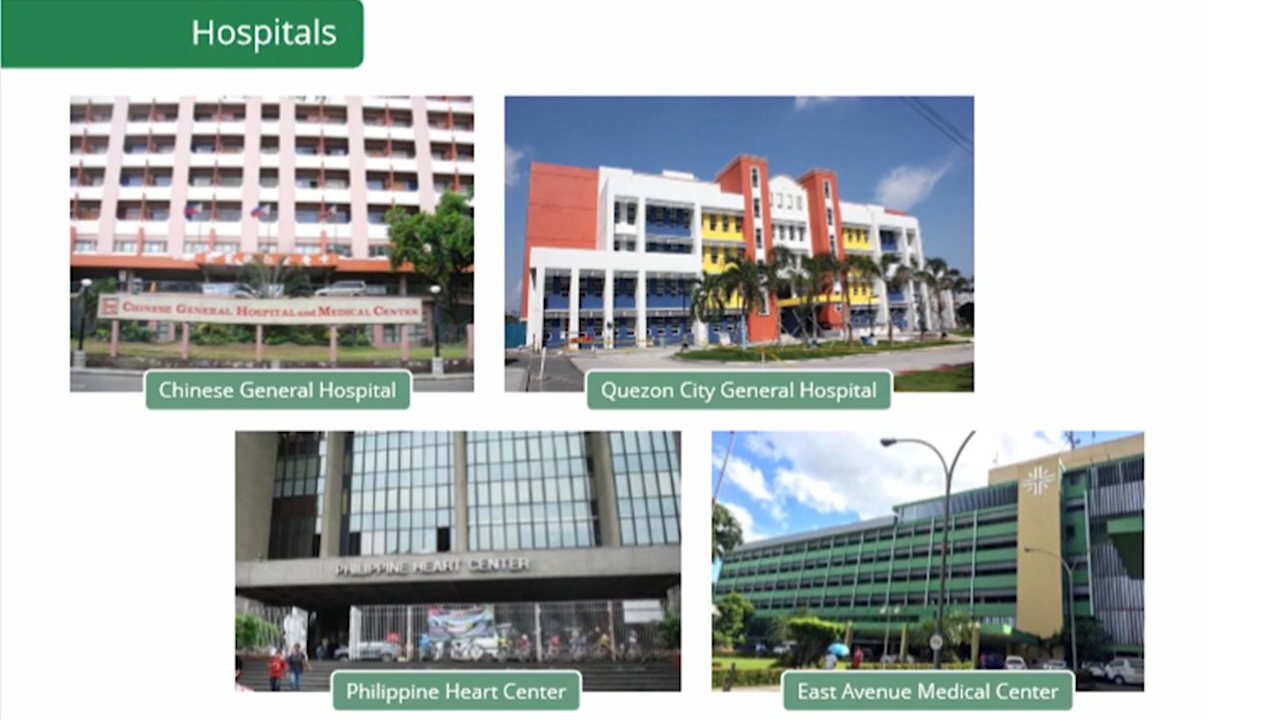 Hospitals
CHINESE GENERAL HOSPITAL and MEDICAL CENTER
Chinese General Hospital
Quezon City General Hospital
PHILIPPINE HEART CENTER
Philippine Heart Center
East Avenue Medical Center